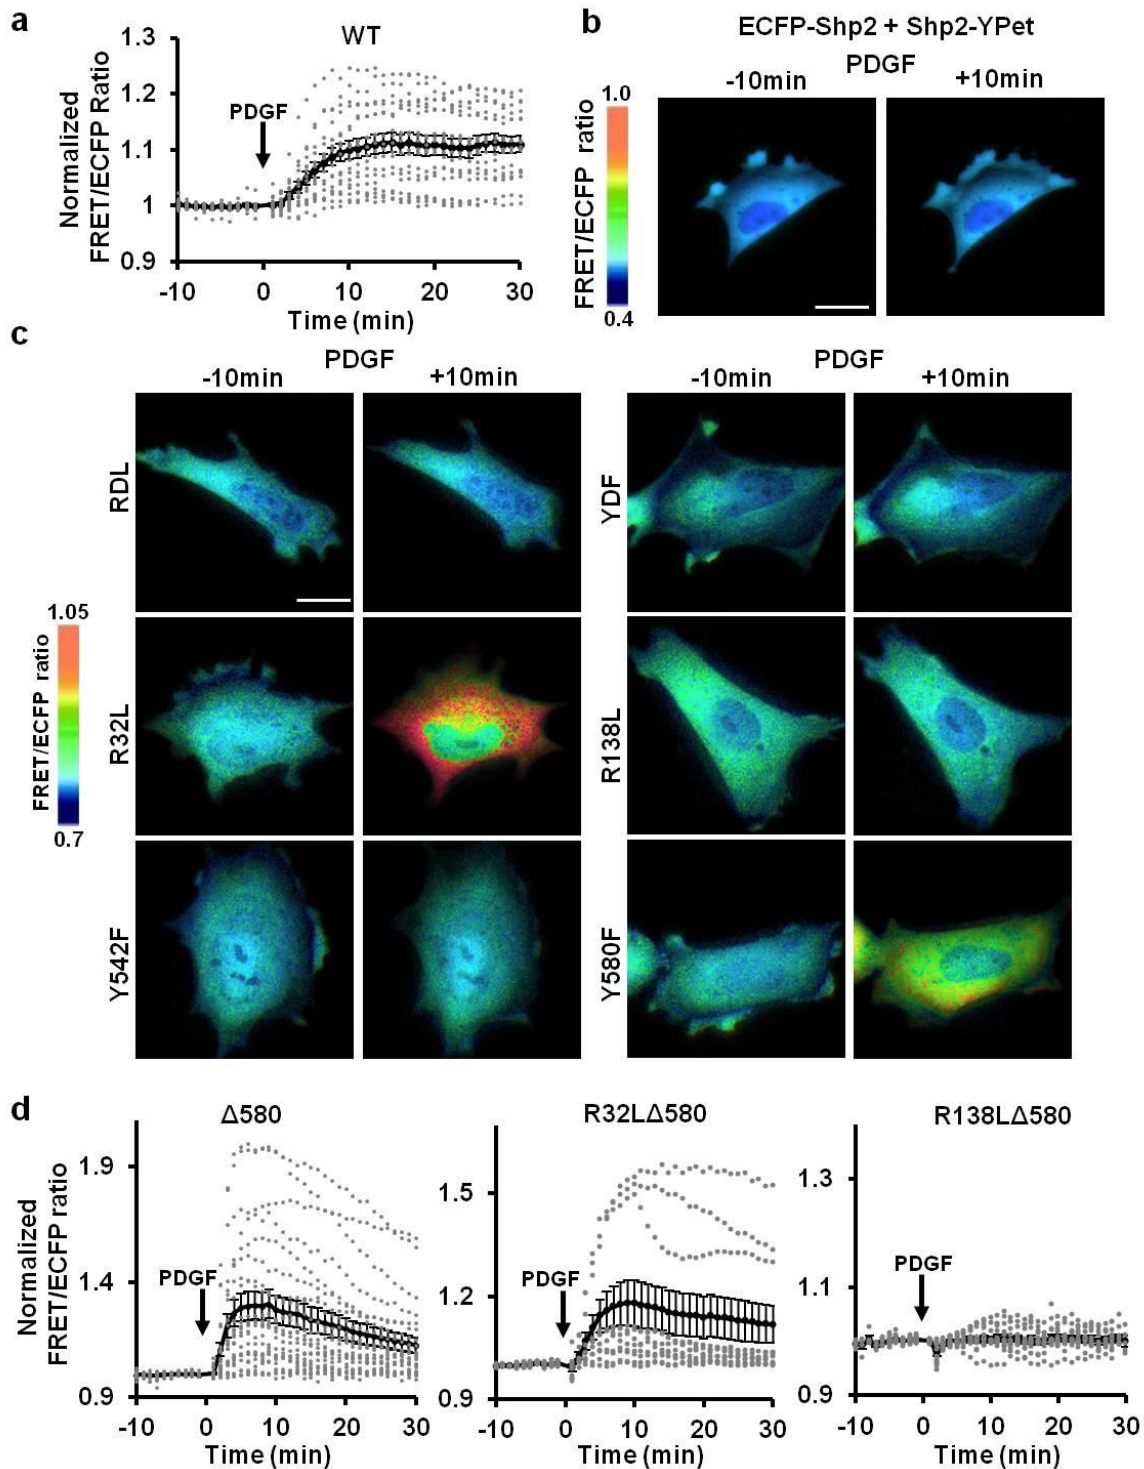 a
WT
1.3
1.2
1.1
1
0.9
Normalized
FRET/ECFP Ratio
PDGF
-10 0 10 20 30
Time (min)
b
ECFP-Shp2 + Shp2-YPet
PDGF
-10min +10min
1.0
FRET/ECFP ratio
0.4
c
PDGF
-10min +10min
PDGF
-10min +10min
RDL
YDF
1.05
FRET/ECFP ratio
0.7
R32L
R138L
Y542F
Y580F
d
Δ580
Normalized
FRET/ECFP ratio
1.9
1.4
0.9
PDGF
-10 0 10 20 30
Time (min)
R32LΔ580
1.5
1.2
0.9
PDGF
-10 0 10 20 30
Time (min)
R138LΔ580
1.3
1.1
0.9
PDGF
-10 0 10 20 30
Time (min)